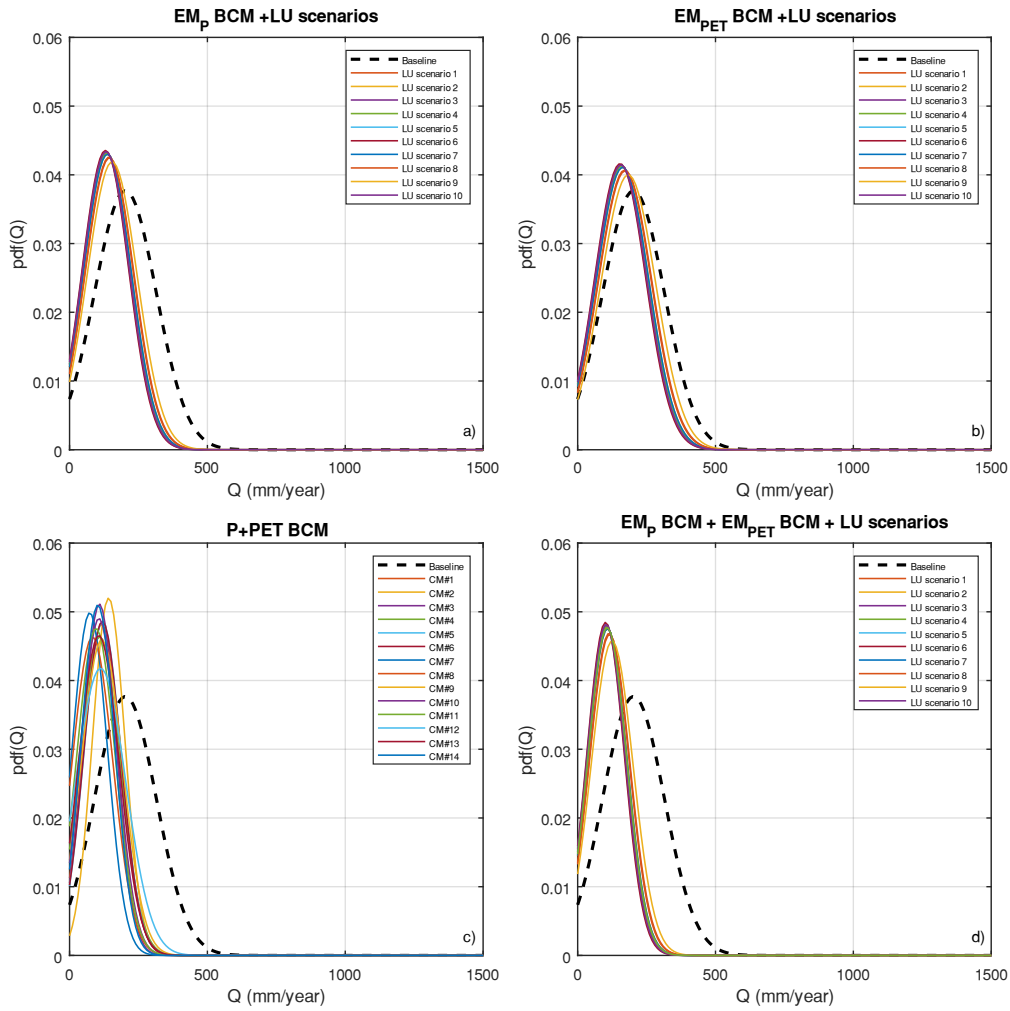 EM_P BCM +LU scenarios
0.06
0.05
0.04
0.03
0.02
0.01
0
pdf(Q)
Baseline
LU scenario 1
LU scenario 2
LU scenario 3
LU scenario 4
LU scenario 5
LU scenario 6
LU scenario 7
LU scenario 8
LU scenario 9
LU scenario 10
a)
0 500 1000 1500
Q (mm/year)
EM_PET BCM +LU scenarios
0.06
0.05
0.04
0.03
0.02
0.01
0
pdf(Q)
Baseline
LU scenario 1
LU scenario 2
LU scenario 3
LU scenario 4
LU scenario 5
LU scenario 6
LU scenario 7
LU scenario 8
LU scenario 9
LU scenario 10
b)
0 500 1000 1500
Q (mm/year)
P+PET BCM
0.06
0.05
0.04
0.03
0.02
0.01
0
pdf(Q)
Baseline
CM#1
CM#2
CM#3
CM#4
CM#5
CM#6
CM#7
CM#8
CM#9
CM#10
CM#11
CM#12
CM#13
CM#14
c)
0 500 1000 1500
Q (mm/year)
EM_P BCM + EM_PET BCM + LU scenarios
0.06
0.05
0.04
0.03
0.02
0.01
0
pdf(Q)
Baseline
LU scenario 1
LU scenario 2
LU scenario 3
LU scenario 4
LU scenario 5
LU scenario 6
LU scenario 7
LU scenario 8
LU scenario 9
LU scenario 10
d)
0 500 1000 1500
Q (mm/year)